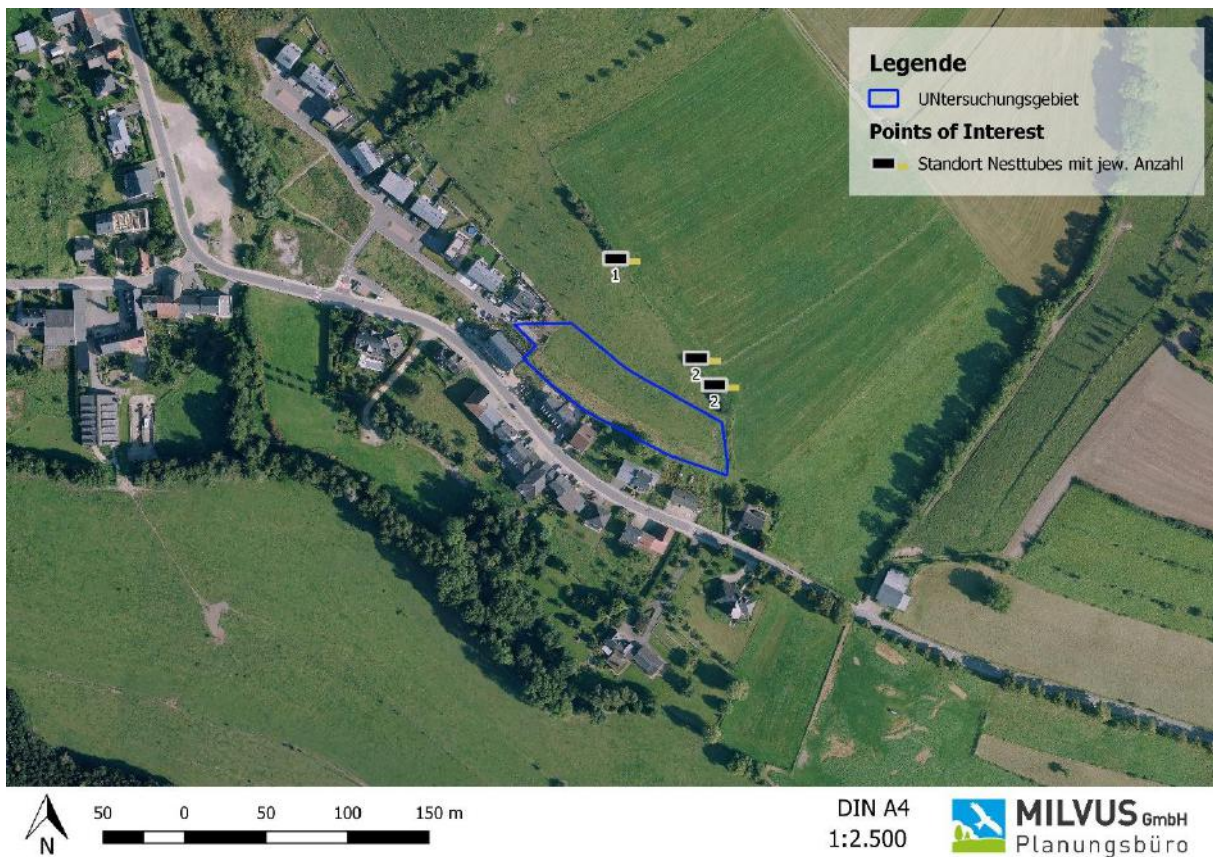 Legende
UNtersuchungsgebiet
Points of Interest
Standort Nesttubes mit jew. Anzahl
1
2
2
N
50 0 50 100 150 m
DIN A4
1:2.500
MILVUS GmbH
Planungsbüro